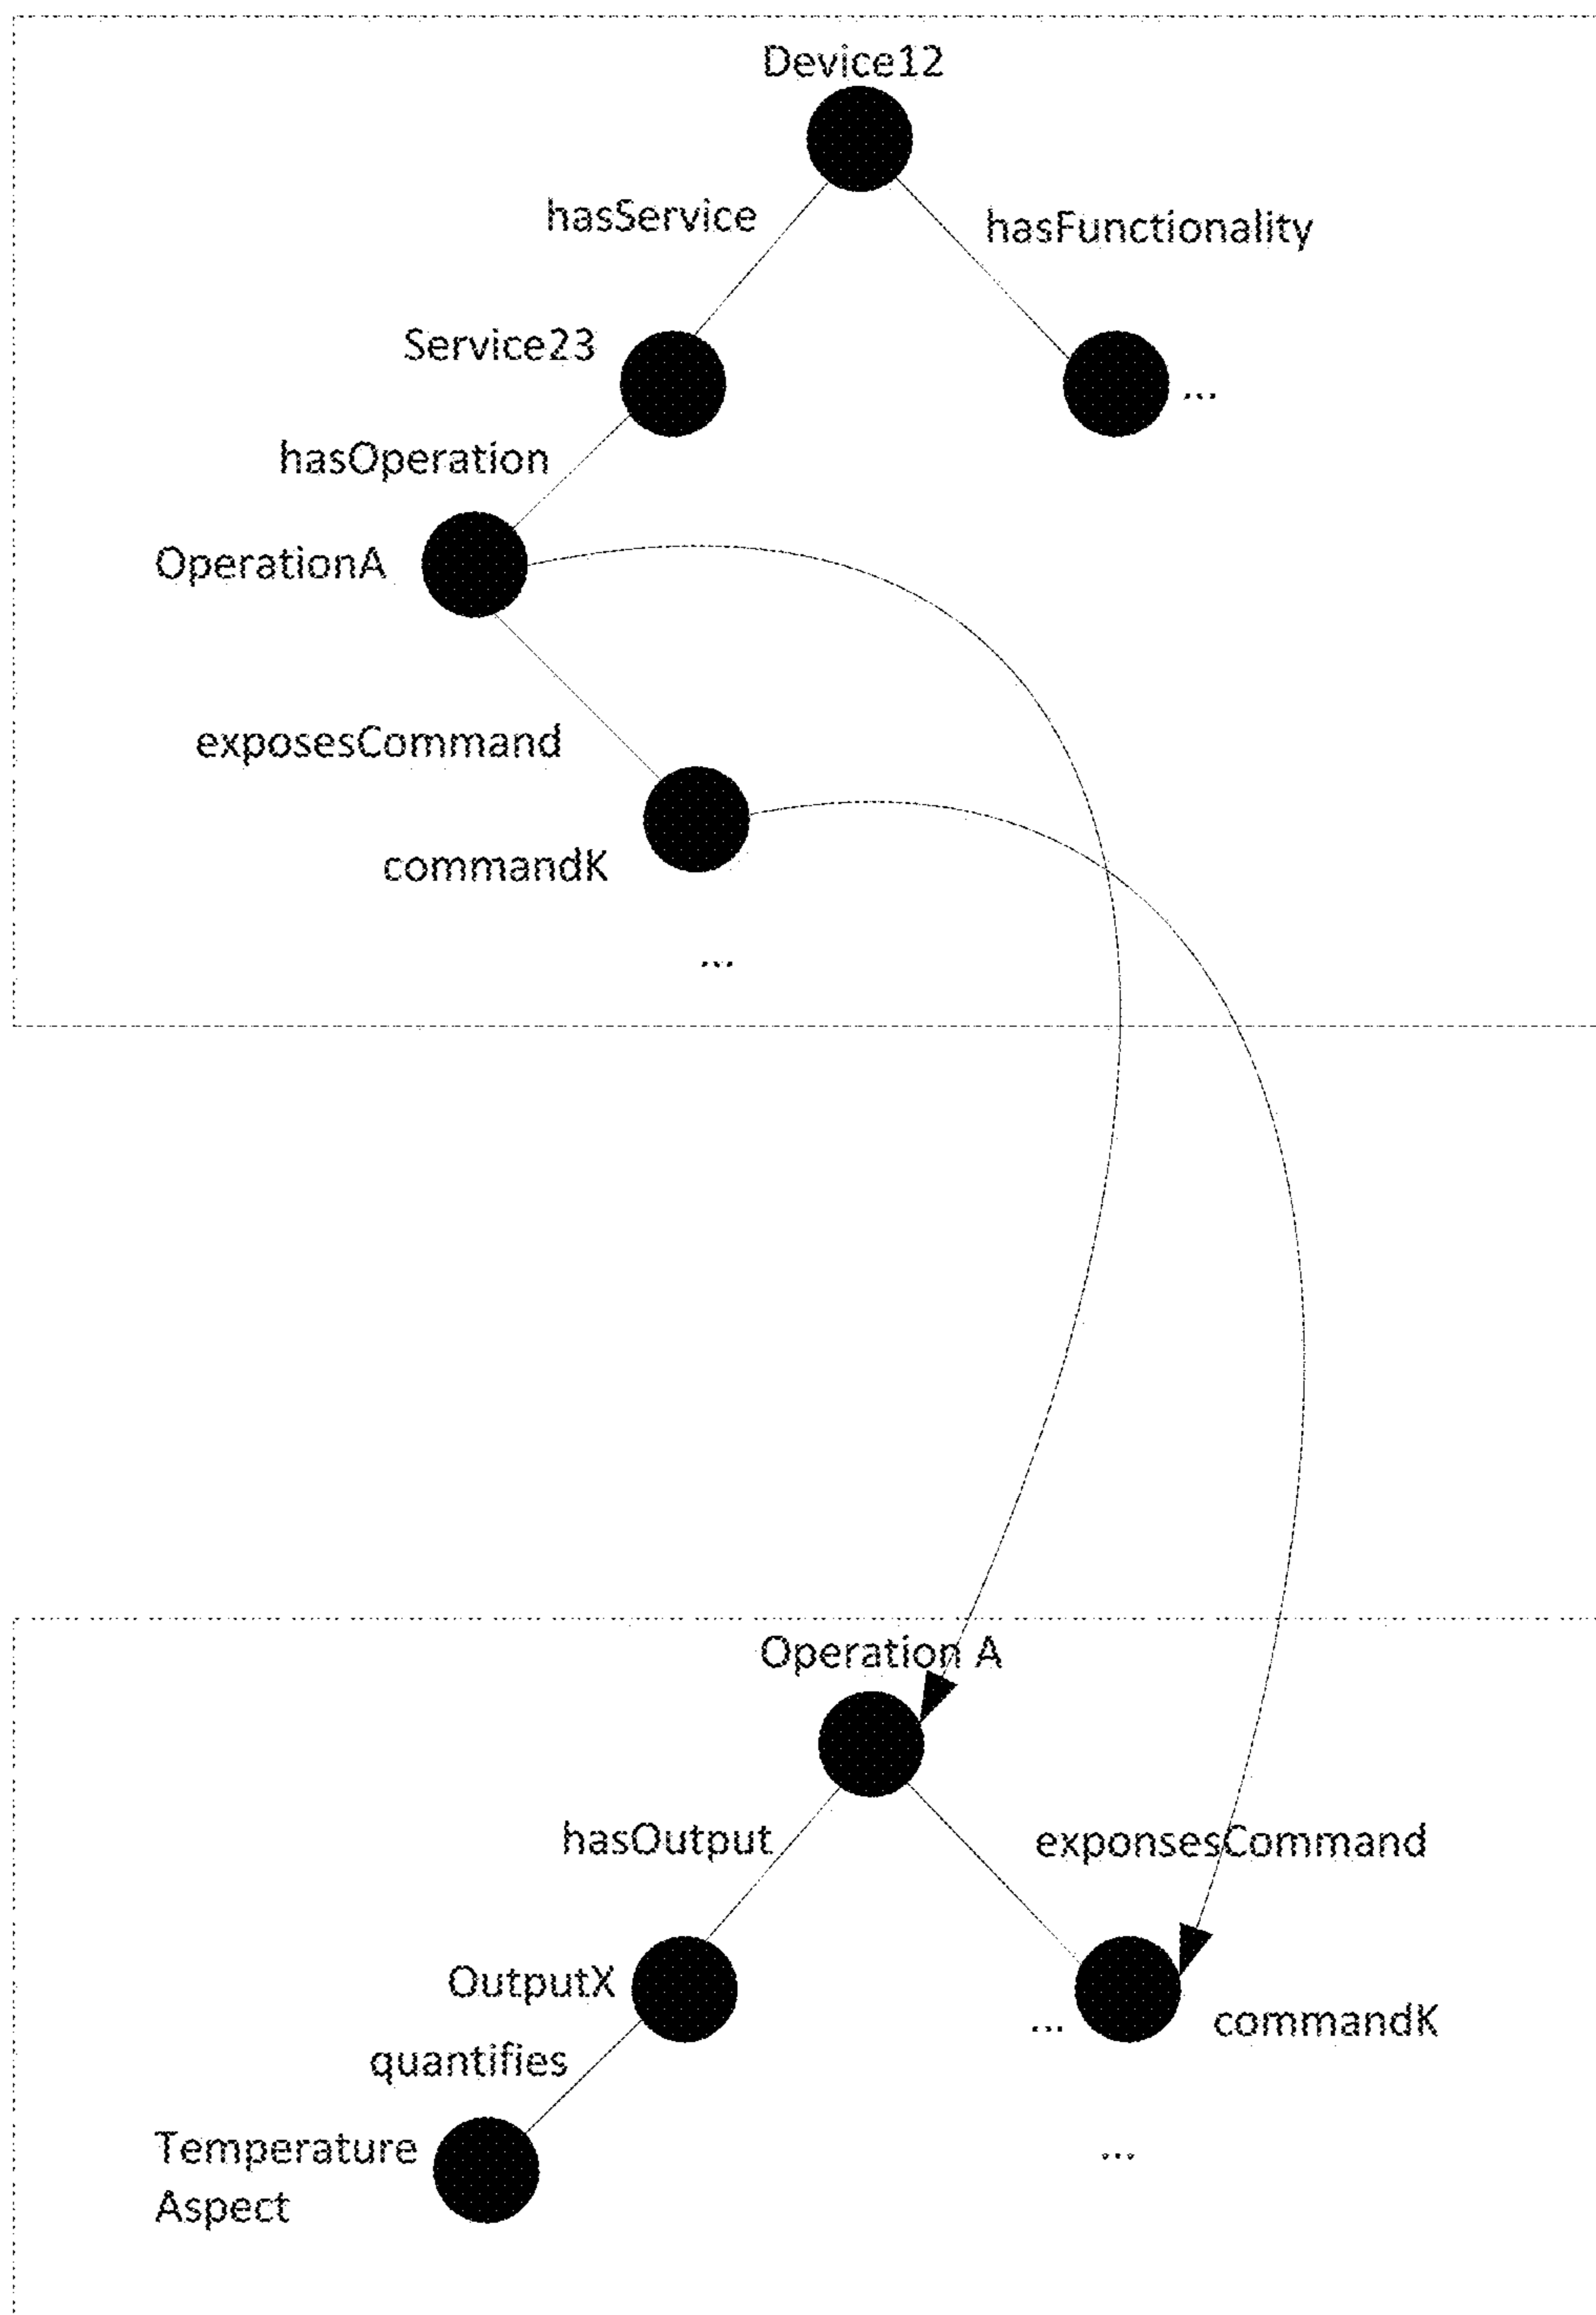 Device12
hasService
hasFunctionality
Service23
...
hasOperation
OperationA
exposesCommand
commandK
...
Operation A
hasOutput
exponsesCommand
OutputX
...
commandK
quantifies
Temperature
Aspect
...